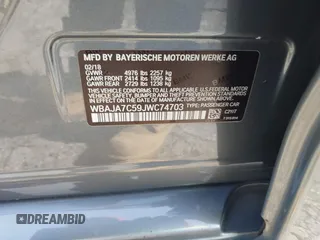 MFD BY BAYERISCHE MOTOREN WERKE AG
02/18
GVWR 4976 lbs 2257 kg
GAWR FRONT 2414 lbs 1095 kg
GAWR REAR 2729 lbs 1238 kg
THIS VEHICLE CONFORMS TO ALL APPLICABLE
U.S. FEDERAL MOTOR VEHICLE SAFETY,
BUMPER, AND THEFT PREVENTION STANDARDS
IN EFFECT ON THE DATE OF MANUFACTURE
SHOWN ABOVE.
WBAJA7C59JWC74703 TYPE: PASSENGER CAR
DREAMBID